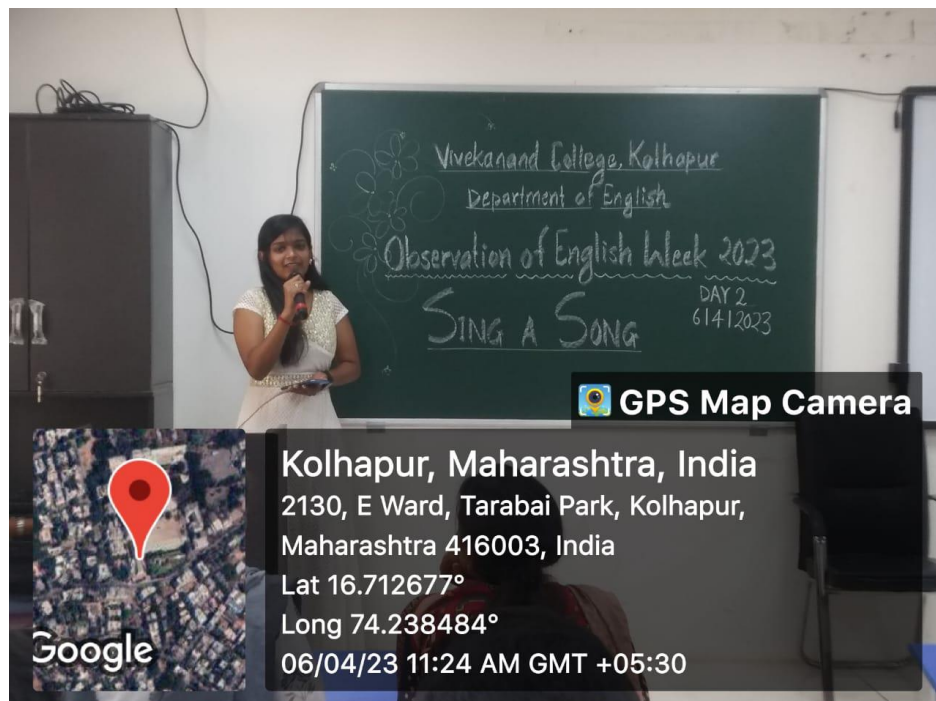 Vivekanand College, Kolhapur
Department of English
Observation of English Week 2023
SING A SONG
DAY 2
6|4|2023
GPS Map Camera
Kolhapur, Maharashtra, India
2130, E Ward, Tarabai Park, Kolhapur,
Maharashtra 416003, India
Lat 16.712677°
Long 74.238484°
06/04/23 11:24 AM GMT +05:30
Google